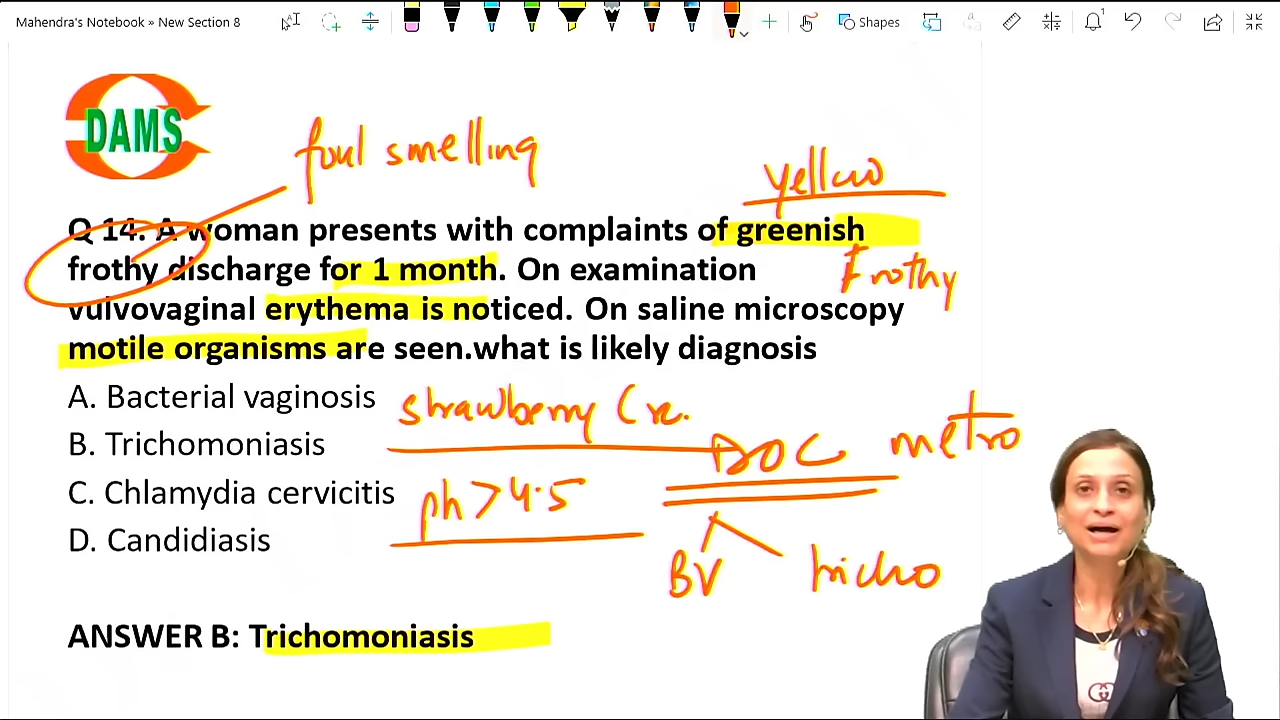 Mahendra's Notebook » New Section 8
Shapes
DAMS
foul smelling
yellow
Q 14. A woman presents with complaints of greenish
frothy discharge for 1 month. On examination
Frothy
vulvovaginal erythema is noticed. On saline microscopy
motile organisms are seen.what is likely diagnosis
A. Bacterial vaginosis
strawberry Cx.
B. Trichomoniasis
DOC metro
C. Chlamydia cervicitis
ph > 4.5
D. Candidiasis
BV tricho
ANSWER B: Trichomoniasis